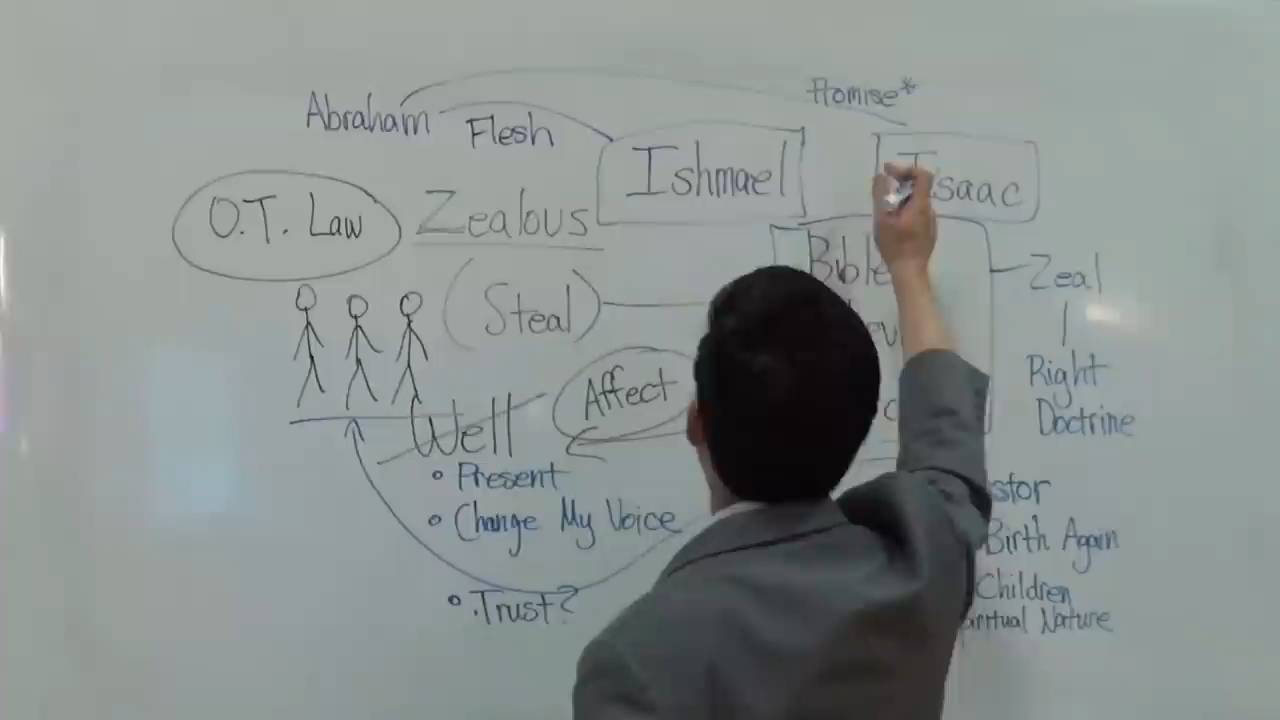 Promise*
Abraham
Flesh
Ishmael
Isaac
O.T. Law
Zealous
Bible
Zeal
(Steal)
Right
Doctrine
Affect
Well
• Present
• Change My Voice
Birth Again
Children
Nature
• Trust?